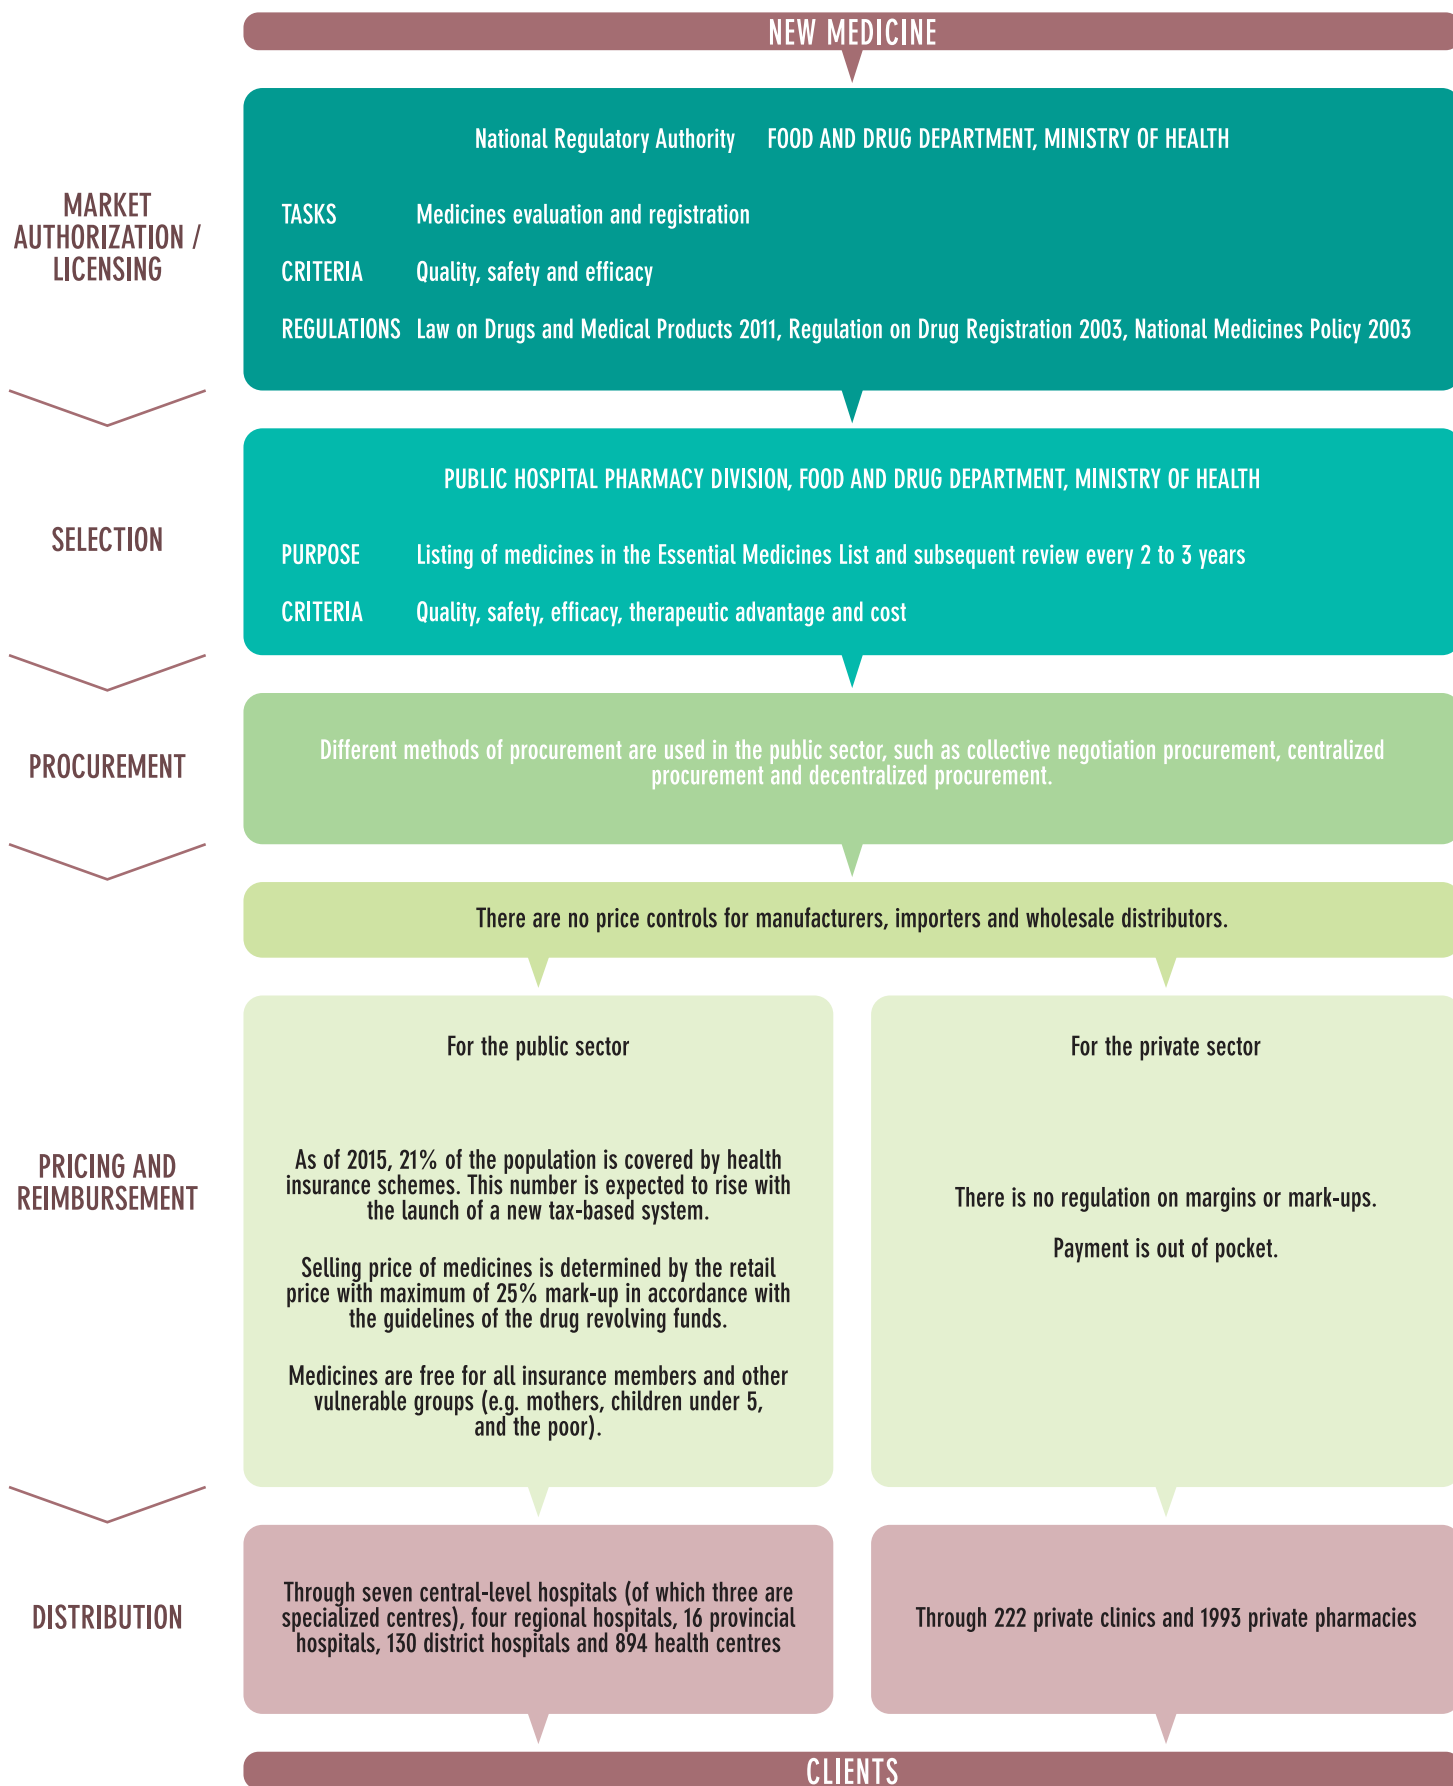 NEW MEDICINE
MARKET
AUTHORIZATION /
LICENSING
National Regulatory Authority FOOD AND DRUG DEPARTMENT, MINISTRY OF HEALTH
TASKS Medicines evaluation and registration
CRITERIA Quality, safety and efficacy
REGULATIONS Law on Drugs and Medical Products 2011, Regulation on Drug Registration 2003, National Medicines Policy 2003
SELECTION
PUBLIC HOSPITAL PHARMACY DIVISION, FOOD AND DRUG DEPARTMENT, MINISTRY OF HEALTH
PURPOSE Listing of medicines in the Essential Medicines List and subsequent review every 2 to 3 years
CRITERIA Quality, safety, efficacy, therapeutic advantage and cost
PROCUREMENT
Different methods of procurement are used in the public sector, such as collective negotiation procurement, centralized
procurement and decentralized procurement.
There are no price controls for manufacturers, importers and wholesale distributors.
PRICING AND
REIMBURSEMENT
For the public sector
As of 2015, 21% of the population is covered by health
insurance schemes. This number is expected to rise with
the launch of a new tax-based system.
Selling price of medicines is determined by the retail
price with maximum of 25% mark-up in accordance with
the guidelines of the drug revolving funds.
Medicines are free for all insurance members and other
vulnerable groups (e.g. mothers, children under 5,
and the poor).
For the private sector
There is no regulation on margins or mark-ups.
Payment is out of pocket.
DISTRIBUTION
Through seven central-level hospitals (of which three are
specialized centres), four regional hospitals, 16 provincial
hospitals, 130 district hospitals and 894 health centres
Through 222 private clinics and 1993 private pharmacies
CLIENTS